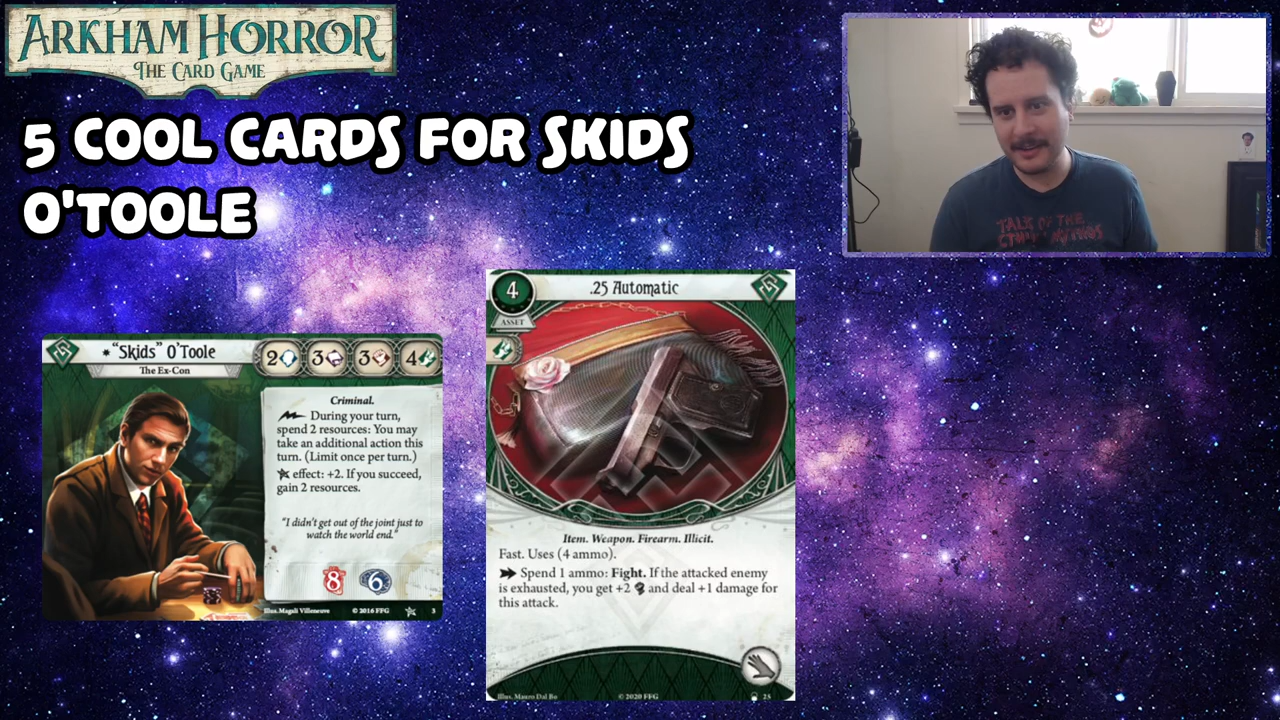 ARKHAM HORROR
THE CARD GAME
5 COOL CARDS FOR SKIDS
O'TOOLE
TALK OF THE
"Skids" O'Toole
The Ex-Con
2 3 3 4
Criminal.
During your turn,
spend 2 resources: You may
take an additional action this
turn. (Limit once per turn.)
effect: +2. If you succeed,
gain 2 resources.
"I didn't get out of the joint just to
watch the world end."
8 6
Illus. Magali Villeneuve © 2016 FFG 3
4
ASSET
.25 Automatic
Item. Weapon. Firearm. Illicit.
Fast. Uses (4 ammo).
Spend 1 ammo: Fight. If the attacked enemy
is exhausted, you get +2 and deal +1 damage for
this attack.
Illus. Mauro Dal Bo © 2020 FFG 25